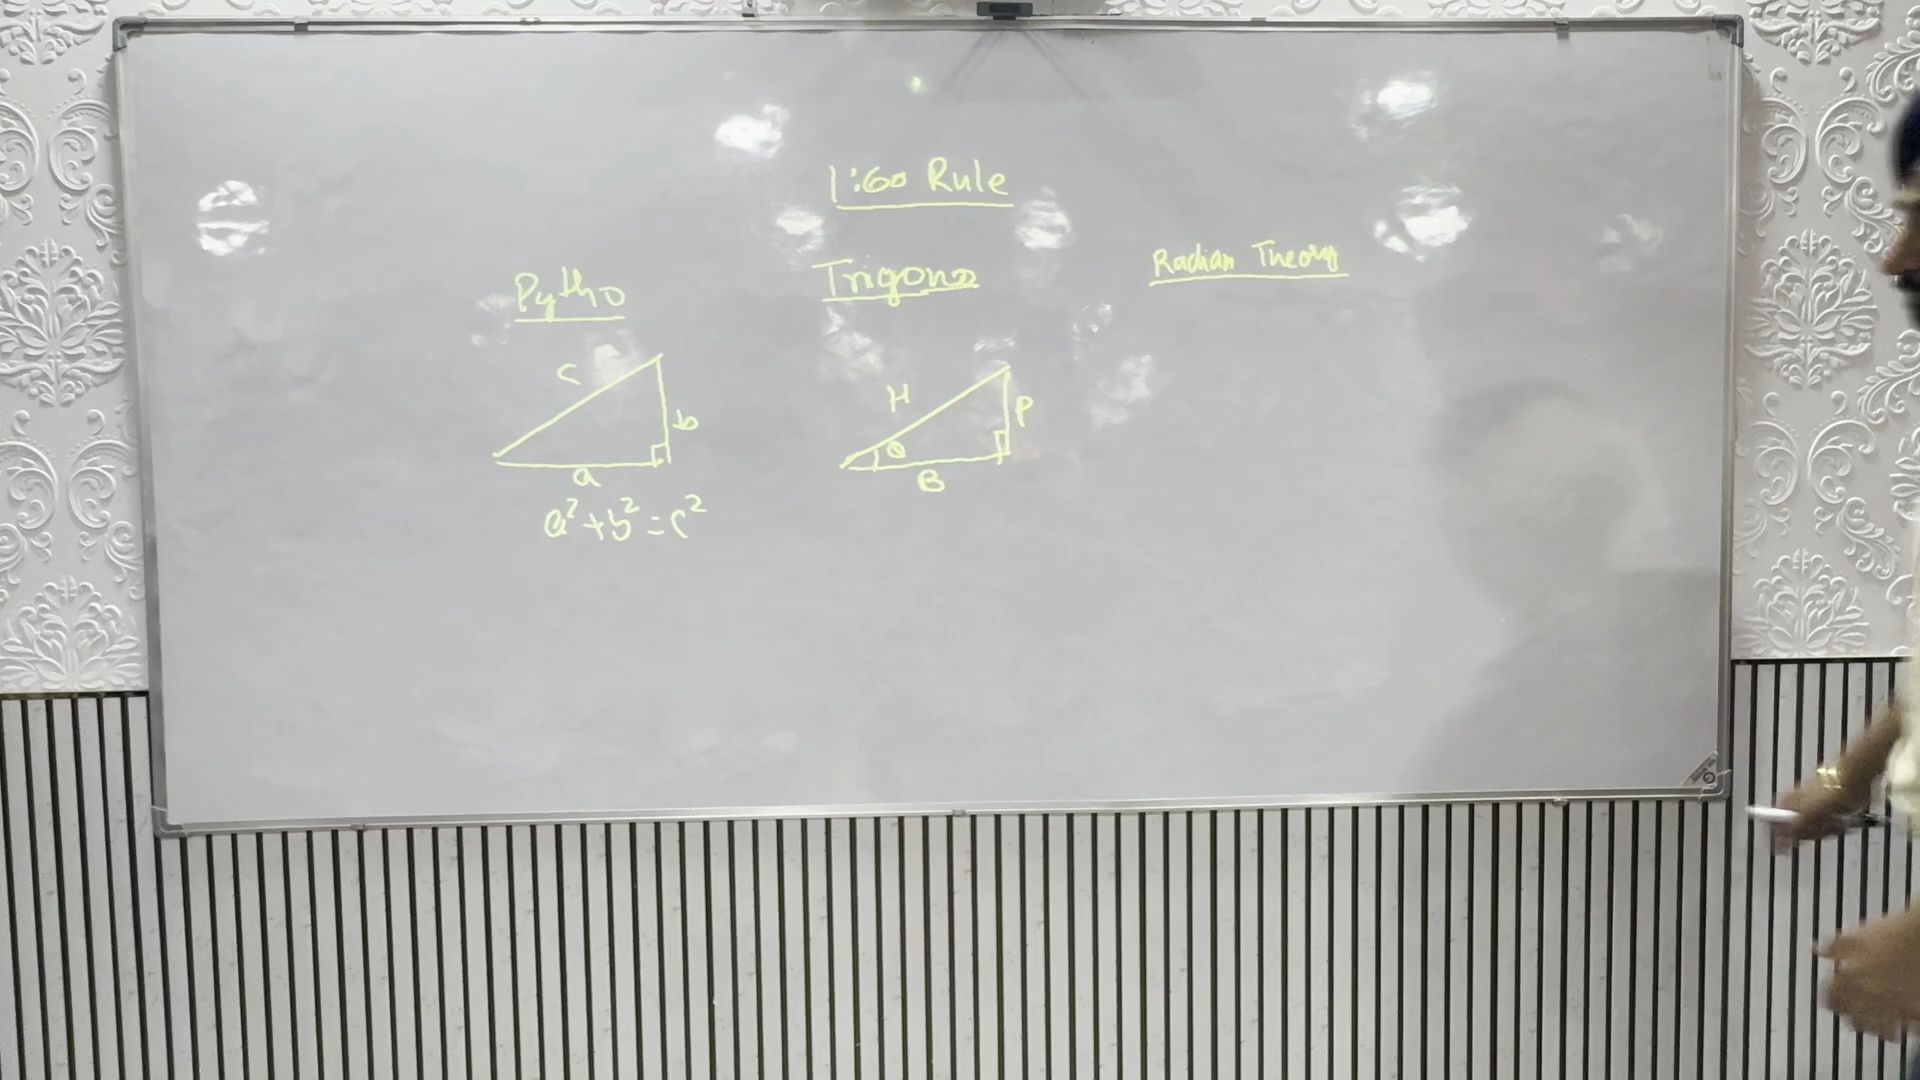 1:60 Rule
Pytho
Trigono
Radian Theory
c
b
a
a²+b²=c²
H
P
θ
B